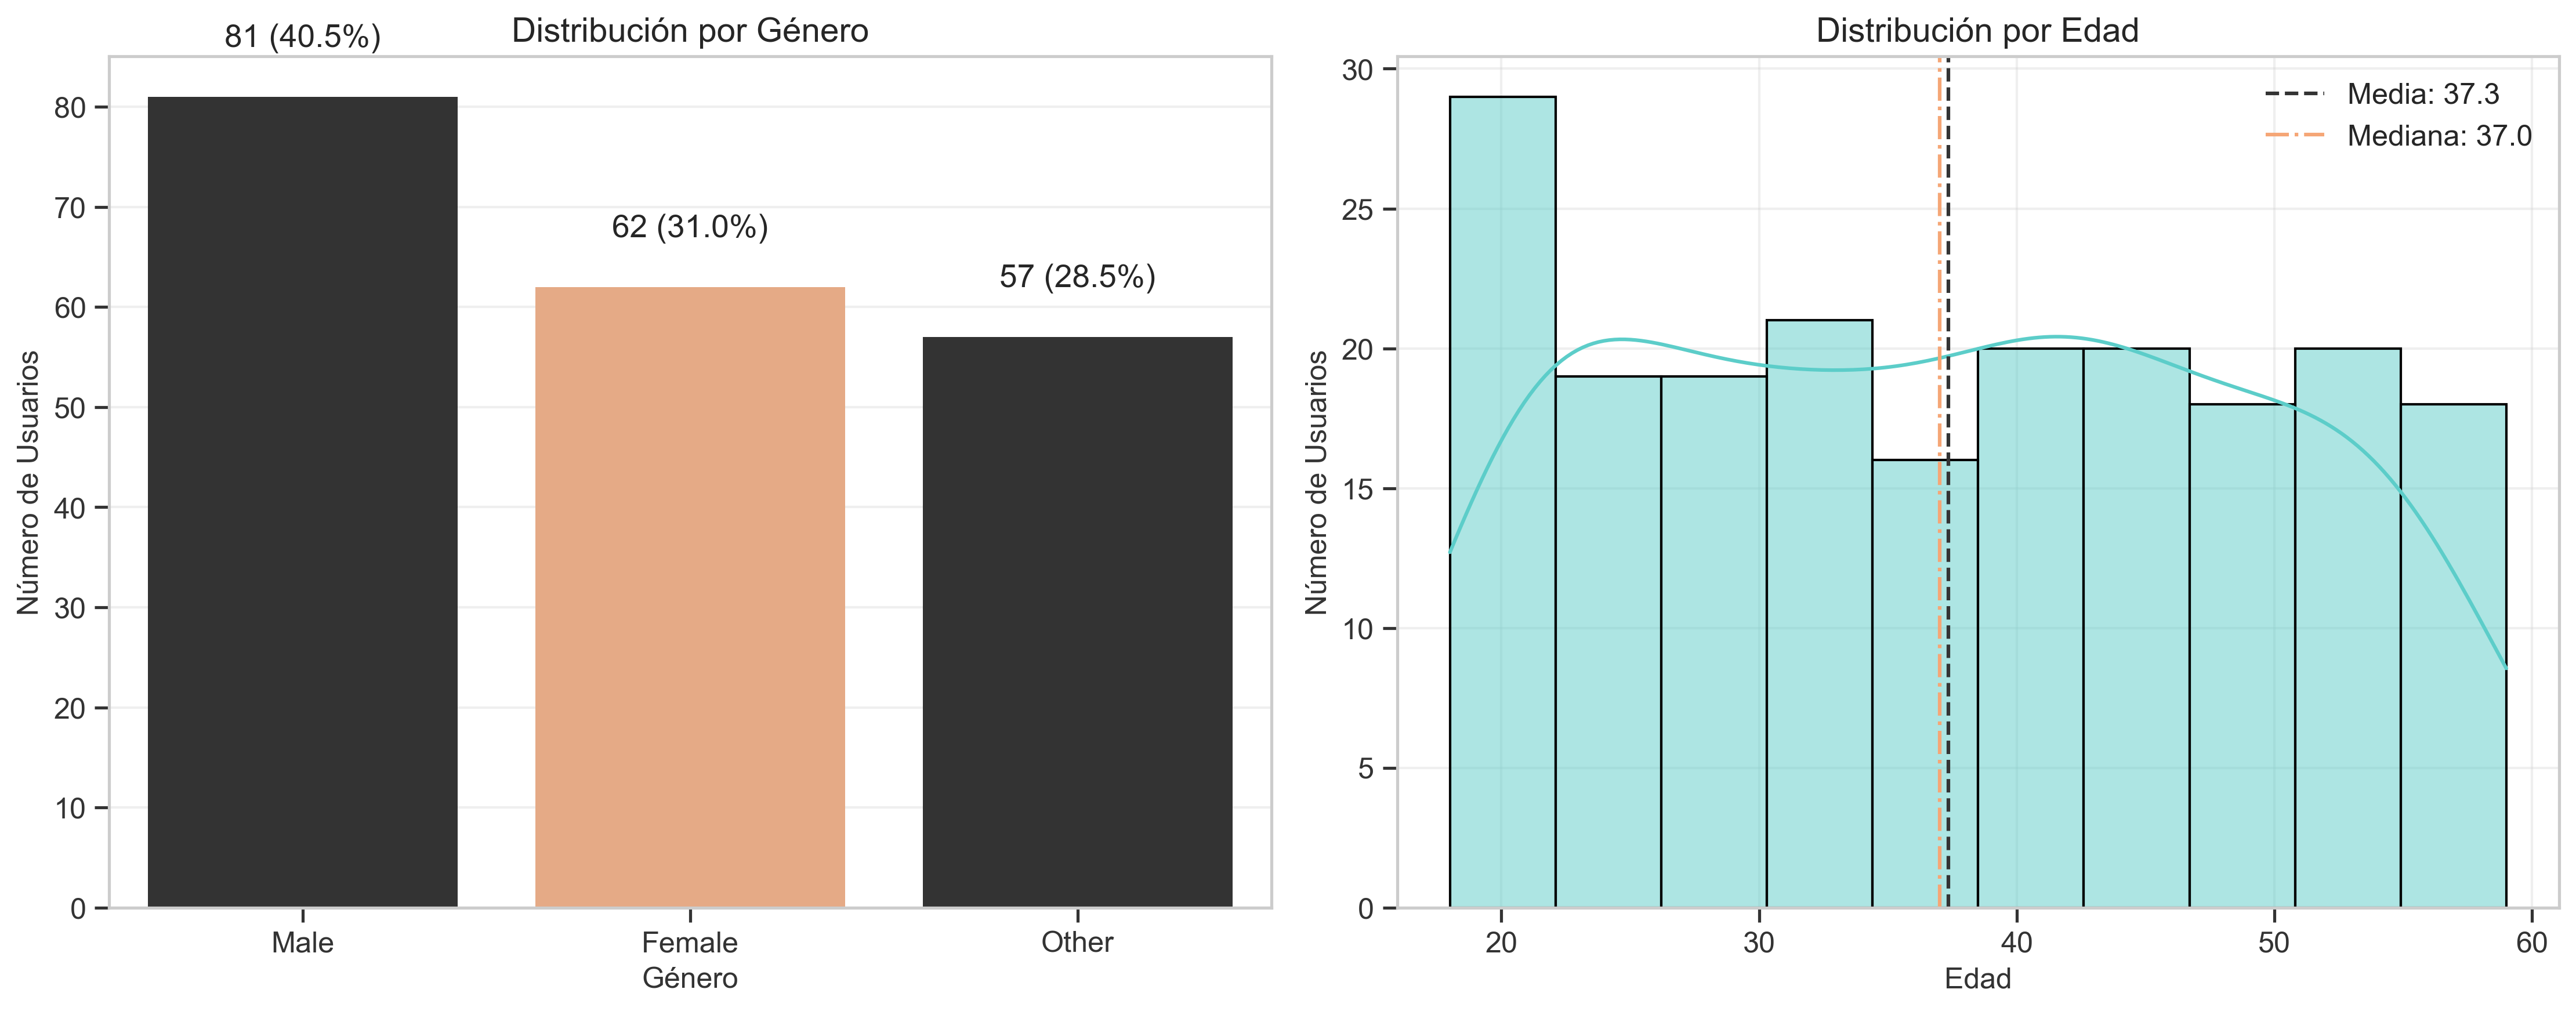 Distribución por Género
81 (40.5%)
62 (31.0%)
57 (28.5%)
Número de Usuarios
80
70
60
50
40
30
20
10
0
Male
Female
Other
Género
Distribución por Edad
Media: 37.3
Mediana: 37.0
Número de Usuarios
30
25
20
15
10
5
0
20
30
40
50
60
Edad